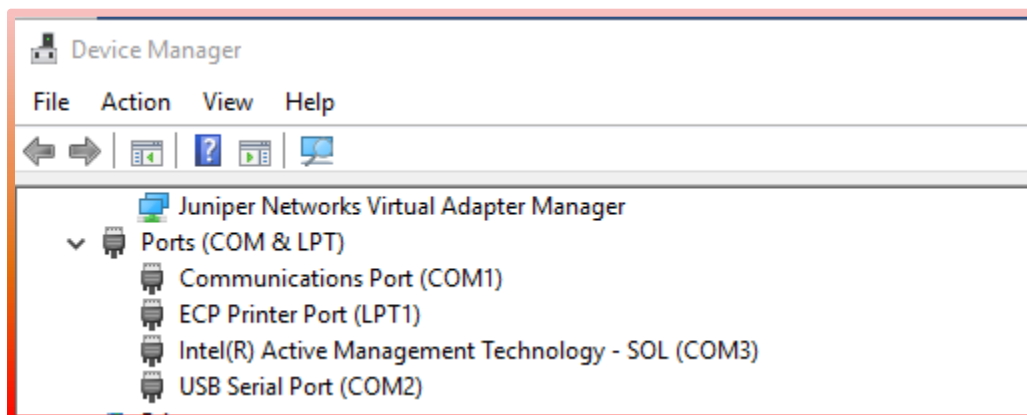 Device Manager
File Action View Help
Juniper Networks Virtual Adapter Manager
Ports (COM & LPT)
Communications Port (COM1)
ECP Printer Port (LPT1)
Intel(R) Active Management Technology - SOL (COM3)
USB Serial Port (COM2)